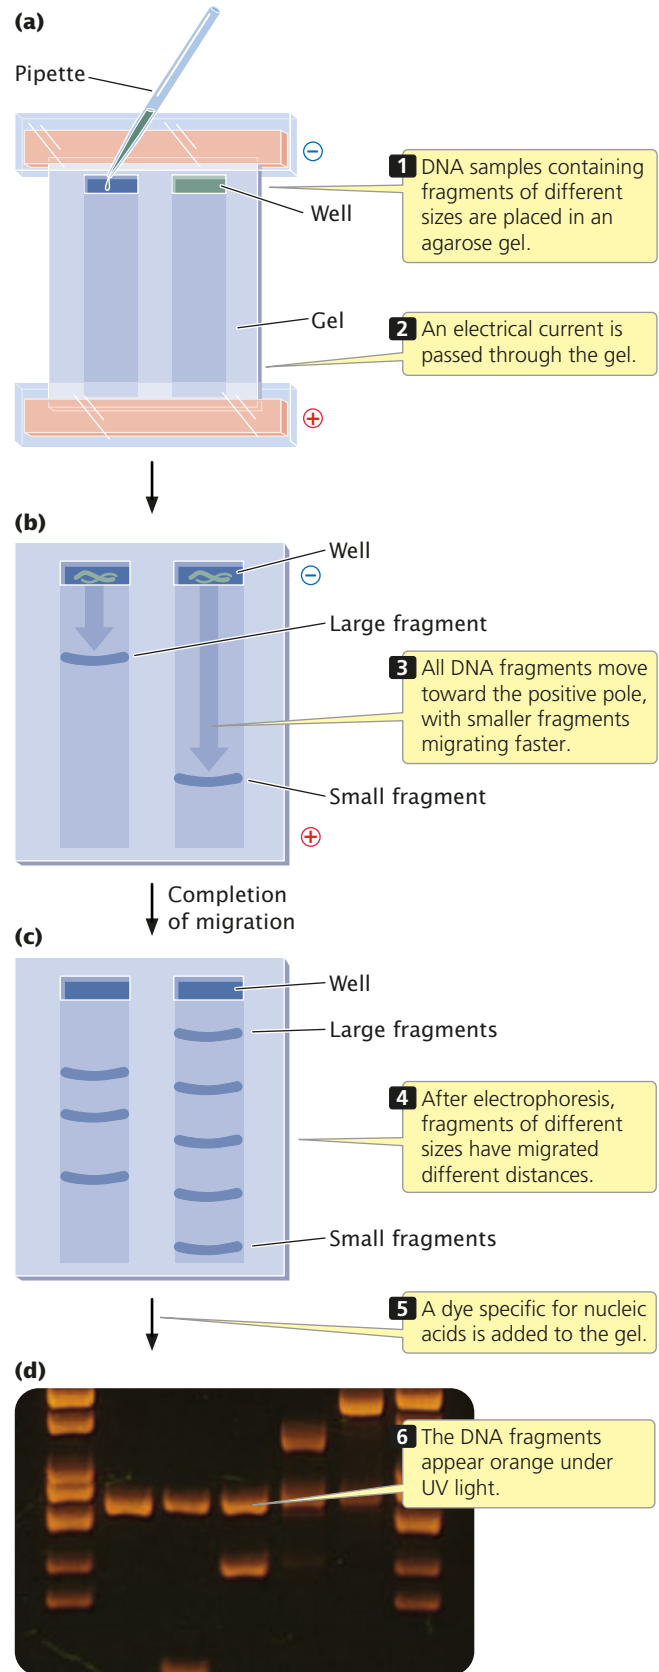 (a)
Pipette
⊖
1 DNA samples containing
fragments of different
sizes are placed in an
agarose gel.
Well
Gel
2 An electrical current is
passed through the gel.
⊕
(b)
Well
⊖
Large fragment
3 All DNA fragments move
toward the positive pole,
with smaller fragments
migrating faster.
Small fragment
⊕
Completion
of migration
(c)
Well
Large fragments
4 After electrophoresis,
fragments of different
sizes have migrated
different distances.
Small fragments
5 A dye specific for nucleic
acids is added to the gel.
(d)
6 The DNA fragments
appear orange under
UV light.